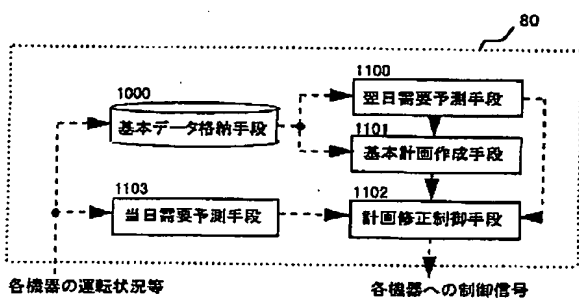 80
1000
基本データ格納手段
1100
翌日需要予測手段
1101
基本計画作成手段
1103
当日需要予測手段
1102
計画修正制御手段
各機器の運転状況等
各機器への制御信号